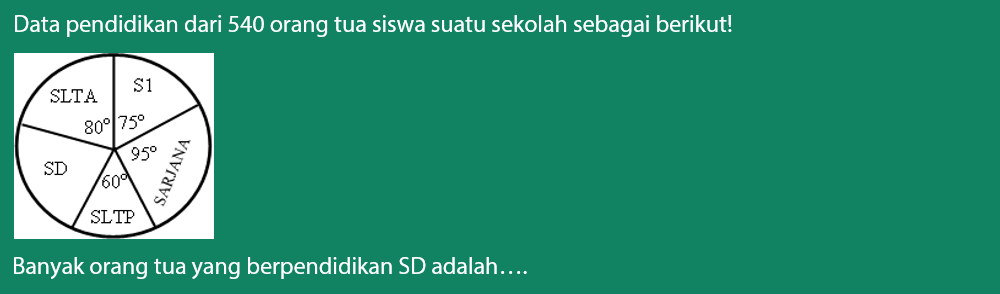 Data pendidikan dari 540 orang tua siswa suatu sekolah sebagai berikut!
S1
SLTA
80° 75°
95°
SARJANA
SD
60°
SLTP
Banyak orang tua yang berpendidikan SD adalah....